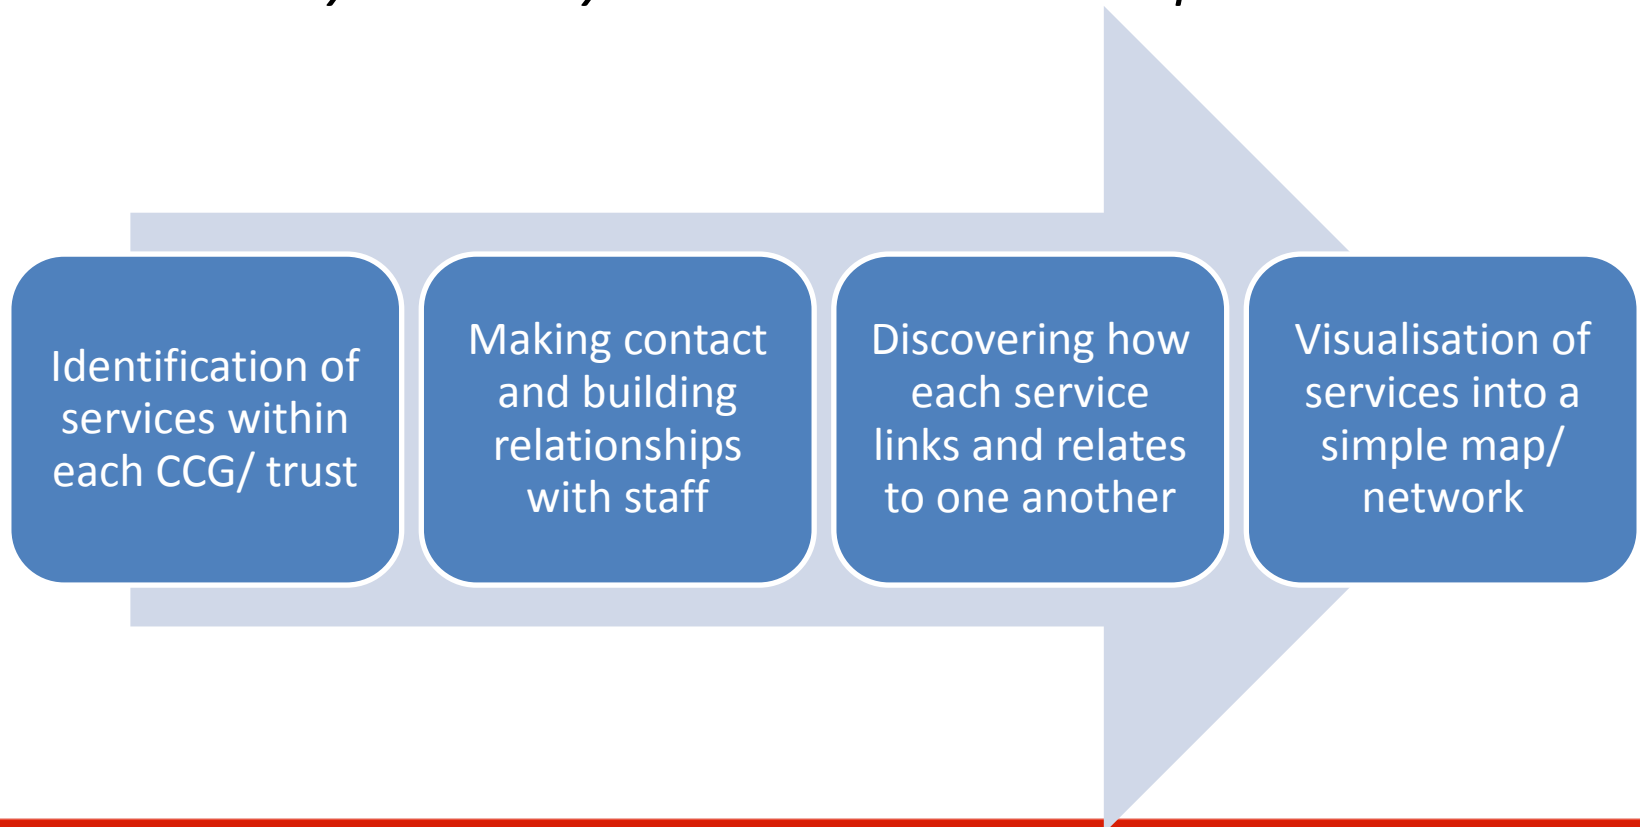 Identification of
services within
each CCG/ trust
Making contact
and building
relationships
with staff
Discovering how
each service
links and relates
to one another
Visualisation of
services into a
simple map/
network